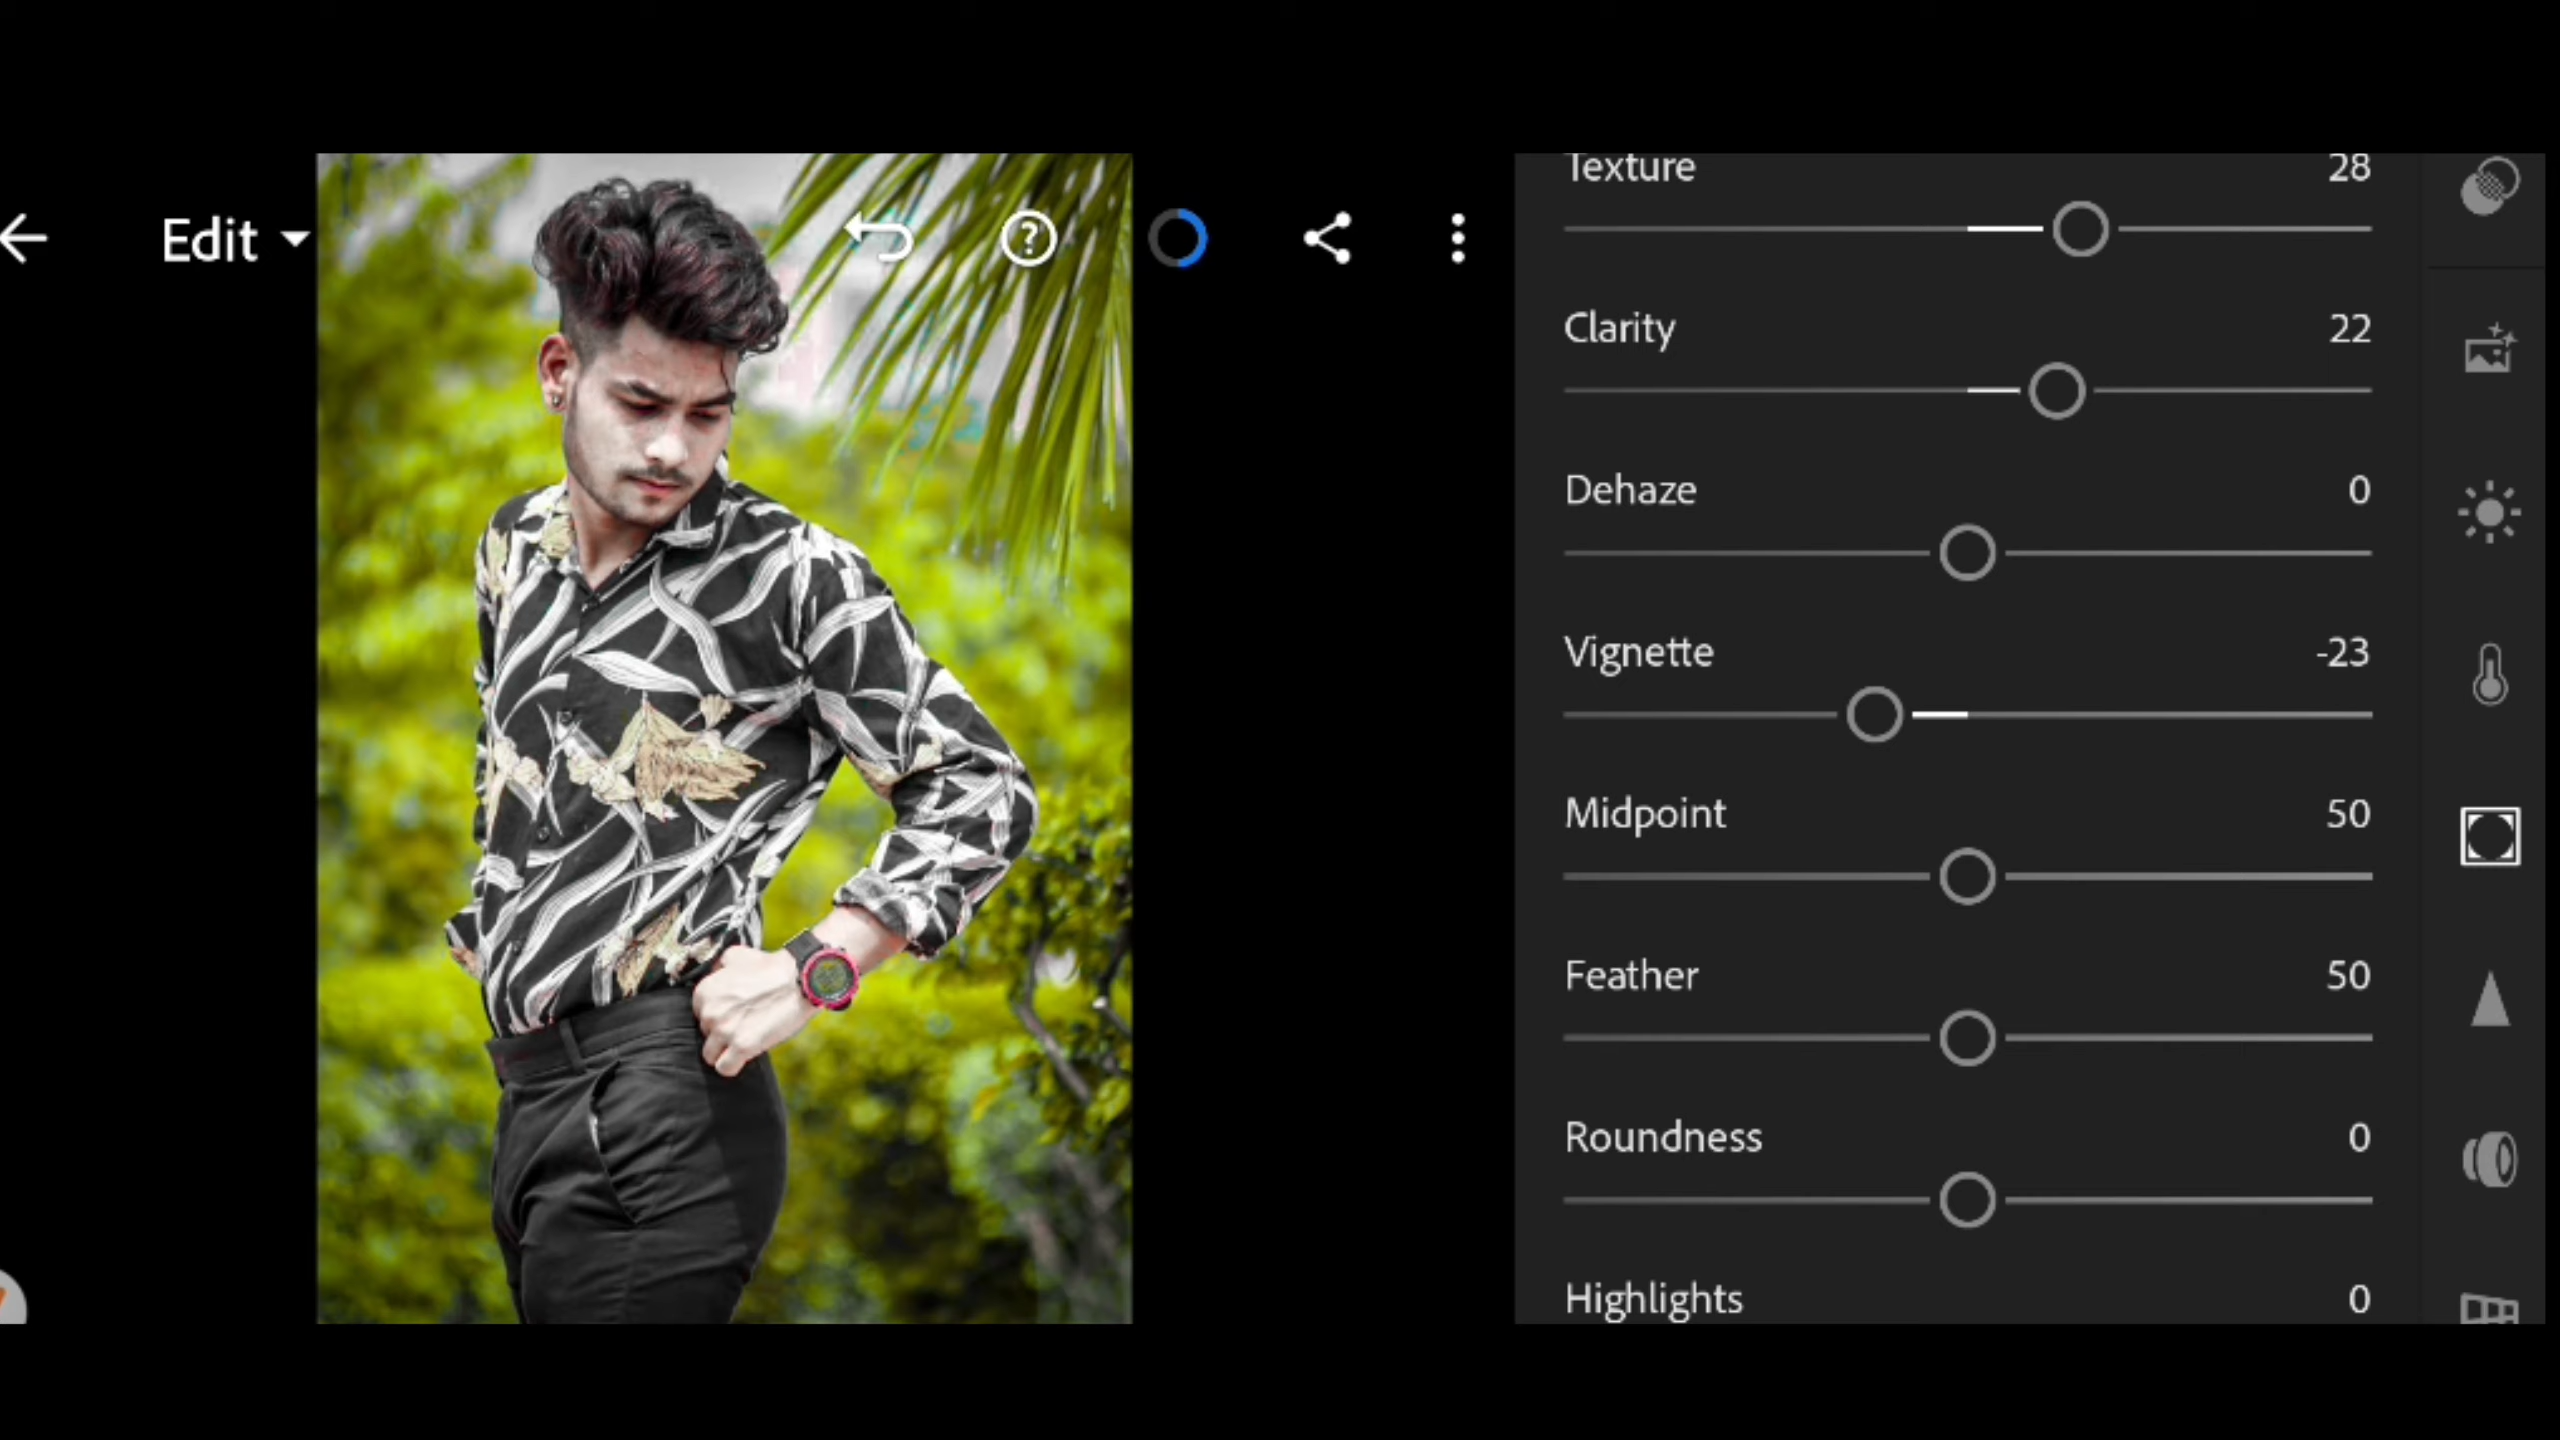 Edit
Texture 28
Clarity 22
Dehaze 0
Vignette -23
Midpoint 50
Feather 50
Roundness 0
Highlights 0